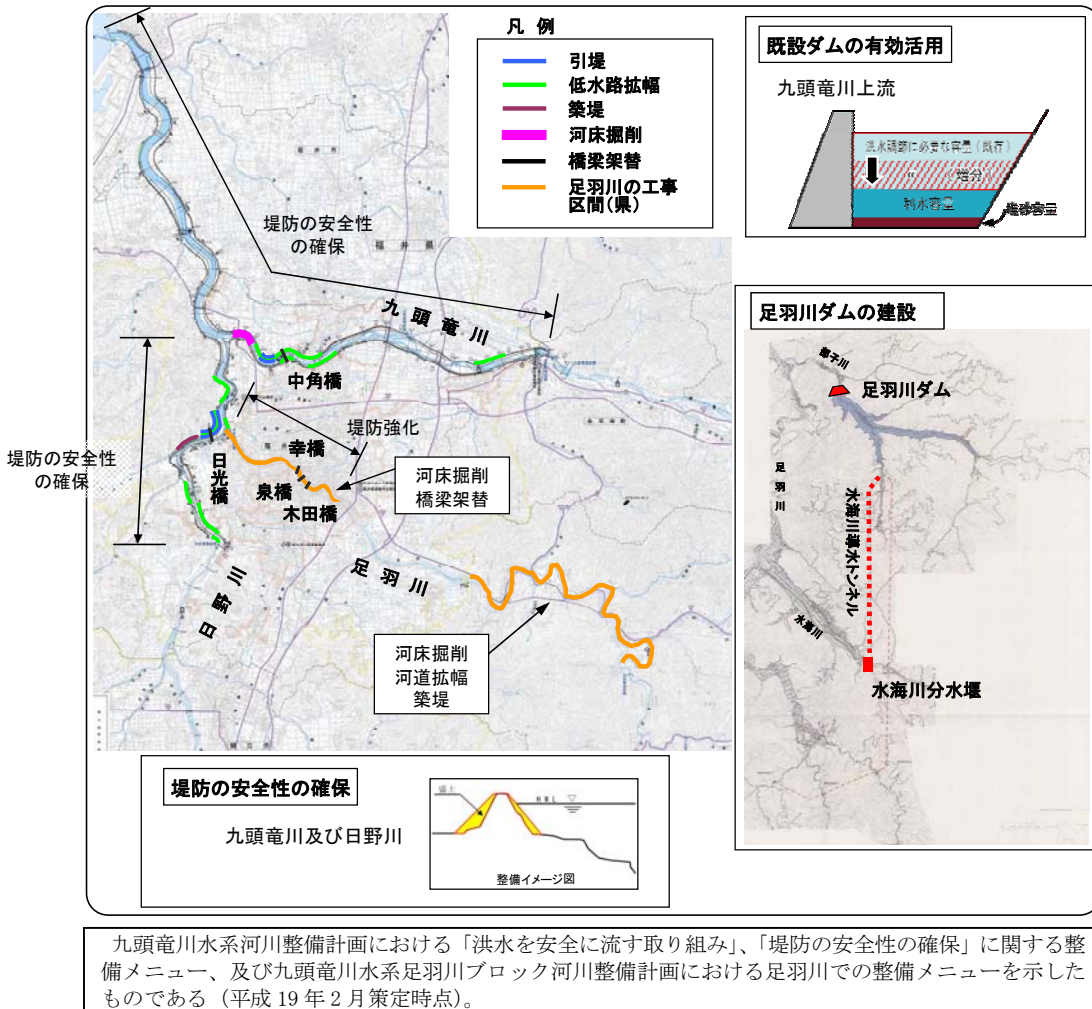 凡 例
引堤
低水路拡幅
築堤
河床掘削
橋梁架替
足羽川の工事
区間(県)
既設ダムの有効活用
九頭竜川上流
洪水調節に必要な容量(既存)
〃 (増分)
利水容量
堆砂容量
堤防の安全性
の確保
福井県
九頭竜川
中角橋
堤防強化
幸橋
日光橋
泉橋
木田橋
河床掘削
橋梁架替
堤防の安全性
の確保
足羽川
日野川
河床掘削
河道拡幅
築堤
足羽川ダムの建設
部子川
足羽川ダム
足羽川
水海川導水トンネル
水海川
水海川分水堰
堤防の安全性の確保
九頭竜川及び日野川
盛土
H.W.L
整備イメージ図
九頭竜川水系河川整備計画における「洪水を安全に流す取り組み」、「堤防の安全性の確保」に関する整
備メニュー、及び九頭竜川水系足羽川ブロック河川整備計画における足羽川での整備メニューを示した
ものである（平成 19 年 2 月策定時点）。